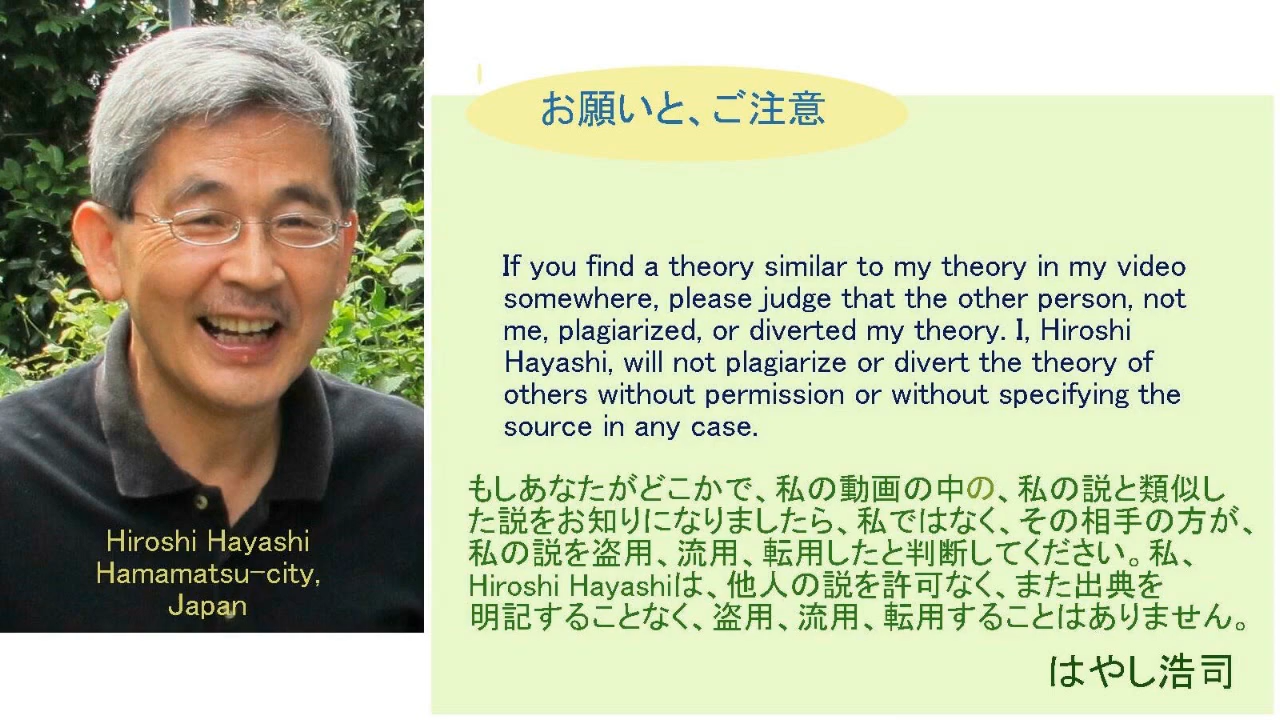 お願いと、ご注意
If you find a theory similar to my theory in my video
somewhere, please judge that the other person, not
me, plagiarized, or diverted my theory. I, Hiroshi
Hayashi, will not plagiarize or divert the theory of
others without permission or without specifying the
source in any case.
もしあなたがどこかで、私の動画の中の、私の説と類似し
た説をお知りになりましたら、私ではなく、その相手の方が、
私の説を盗用、流用、転用したと判断してください。私、
Hiroshi Hayashiは、他人の説を許可なく、また出典を
明記することなく、盗用、流用、転用することはありません。
はやし浩司
Hiroshi Hayashi
Hamamatsu-city,
Japan